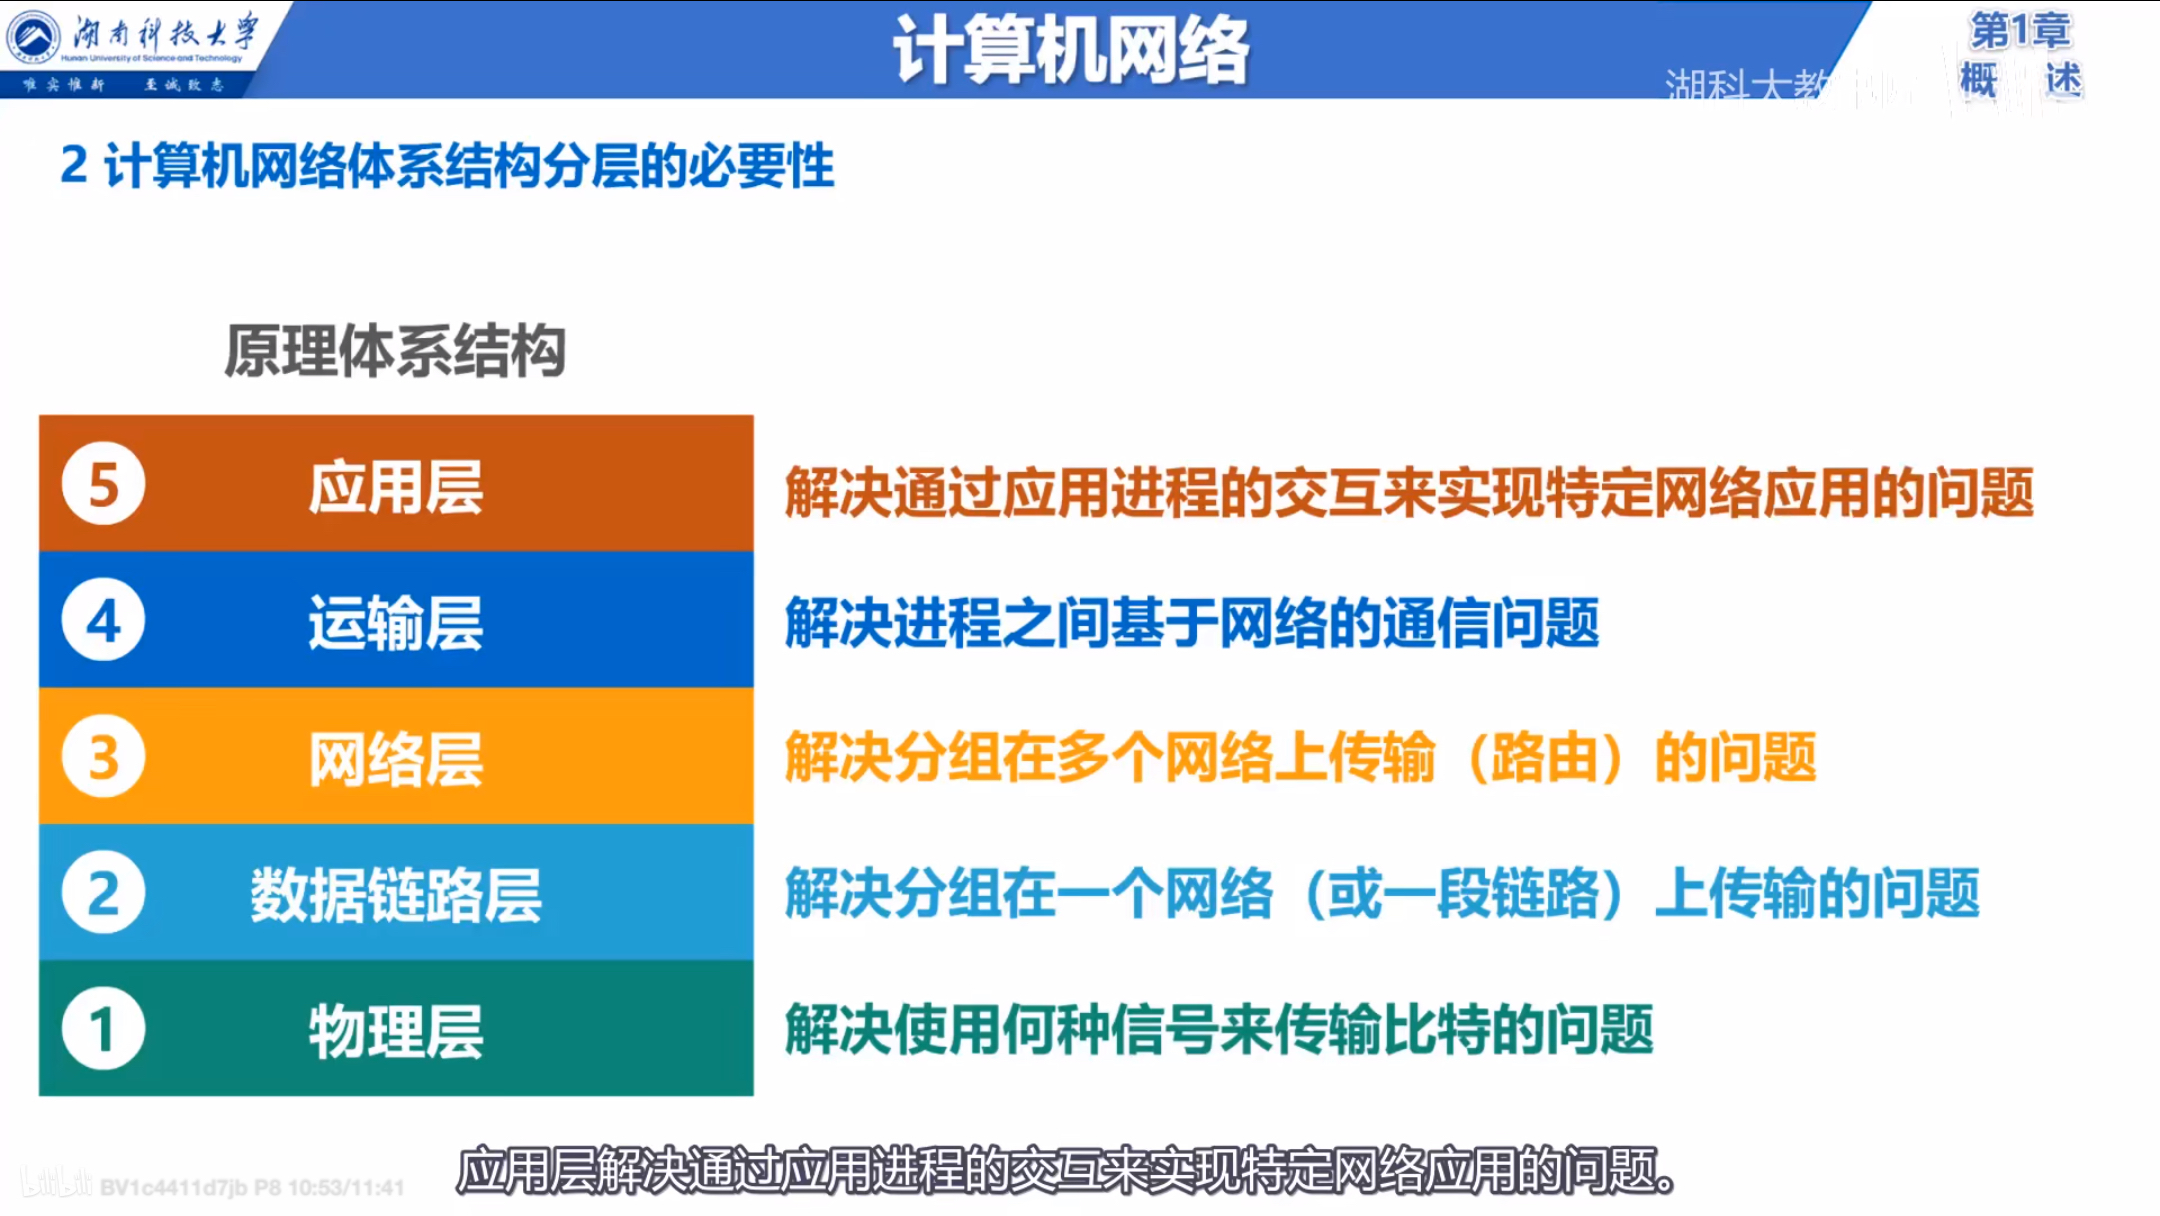 湖南科技大学
Hunan University of Science and Technology
唯实惟新 至诚致志
计算机网络
第1章
概 述
湖科大教
2 计算机网络体系结构分层的必要性
原理体系结构
5 应用层 解决通过应用进程的交互来实现特定网络应用的问题
4 运输层 解决进程之间基于网络的通信问题
3 网络层 解决分组在多个网络上传输（路由）的问题
2 数据链路层 解决分组在一个网络（或一段链路）上传输的问题
1 物理层 解决使用何种信号来传输比特的问题
应用层解决通过应用进程的交互来实现特定网络应用的问题。
bilibili BV1c4411d7jb P8 10:53/11:41